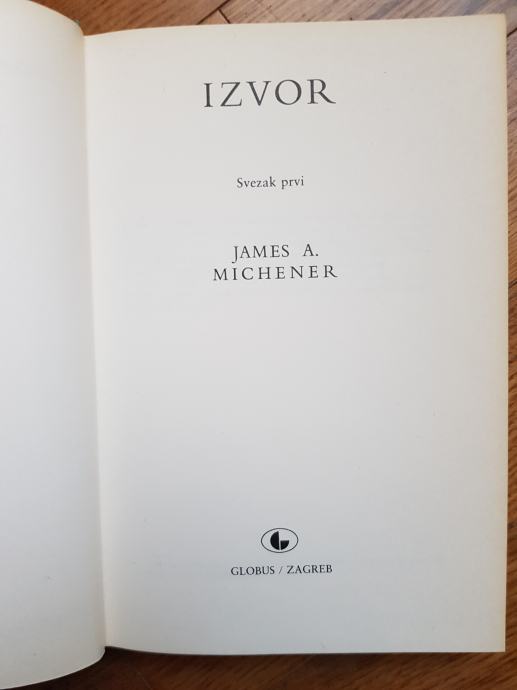 IZVOR
Svezak prvi
JAMES A.
MICHENER
GLOBUS / ZAGREB